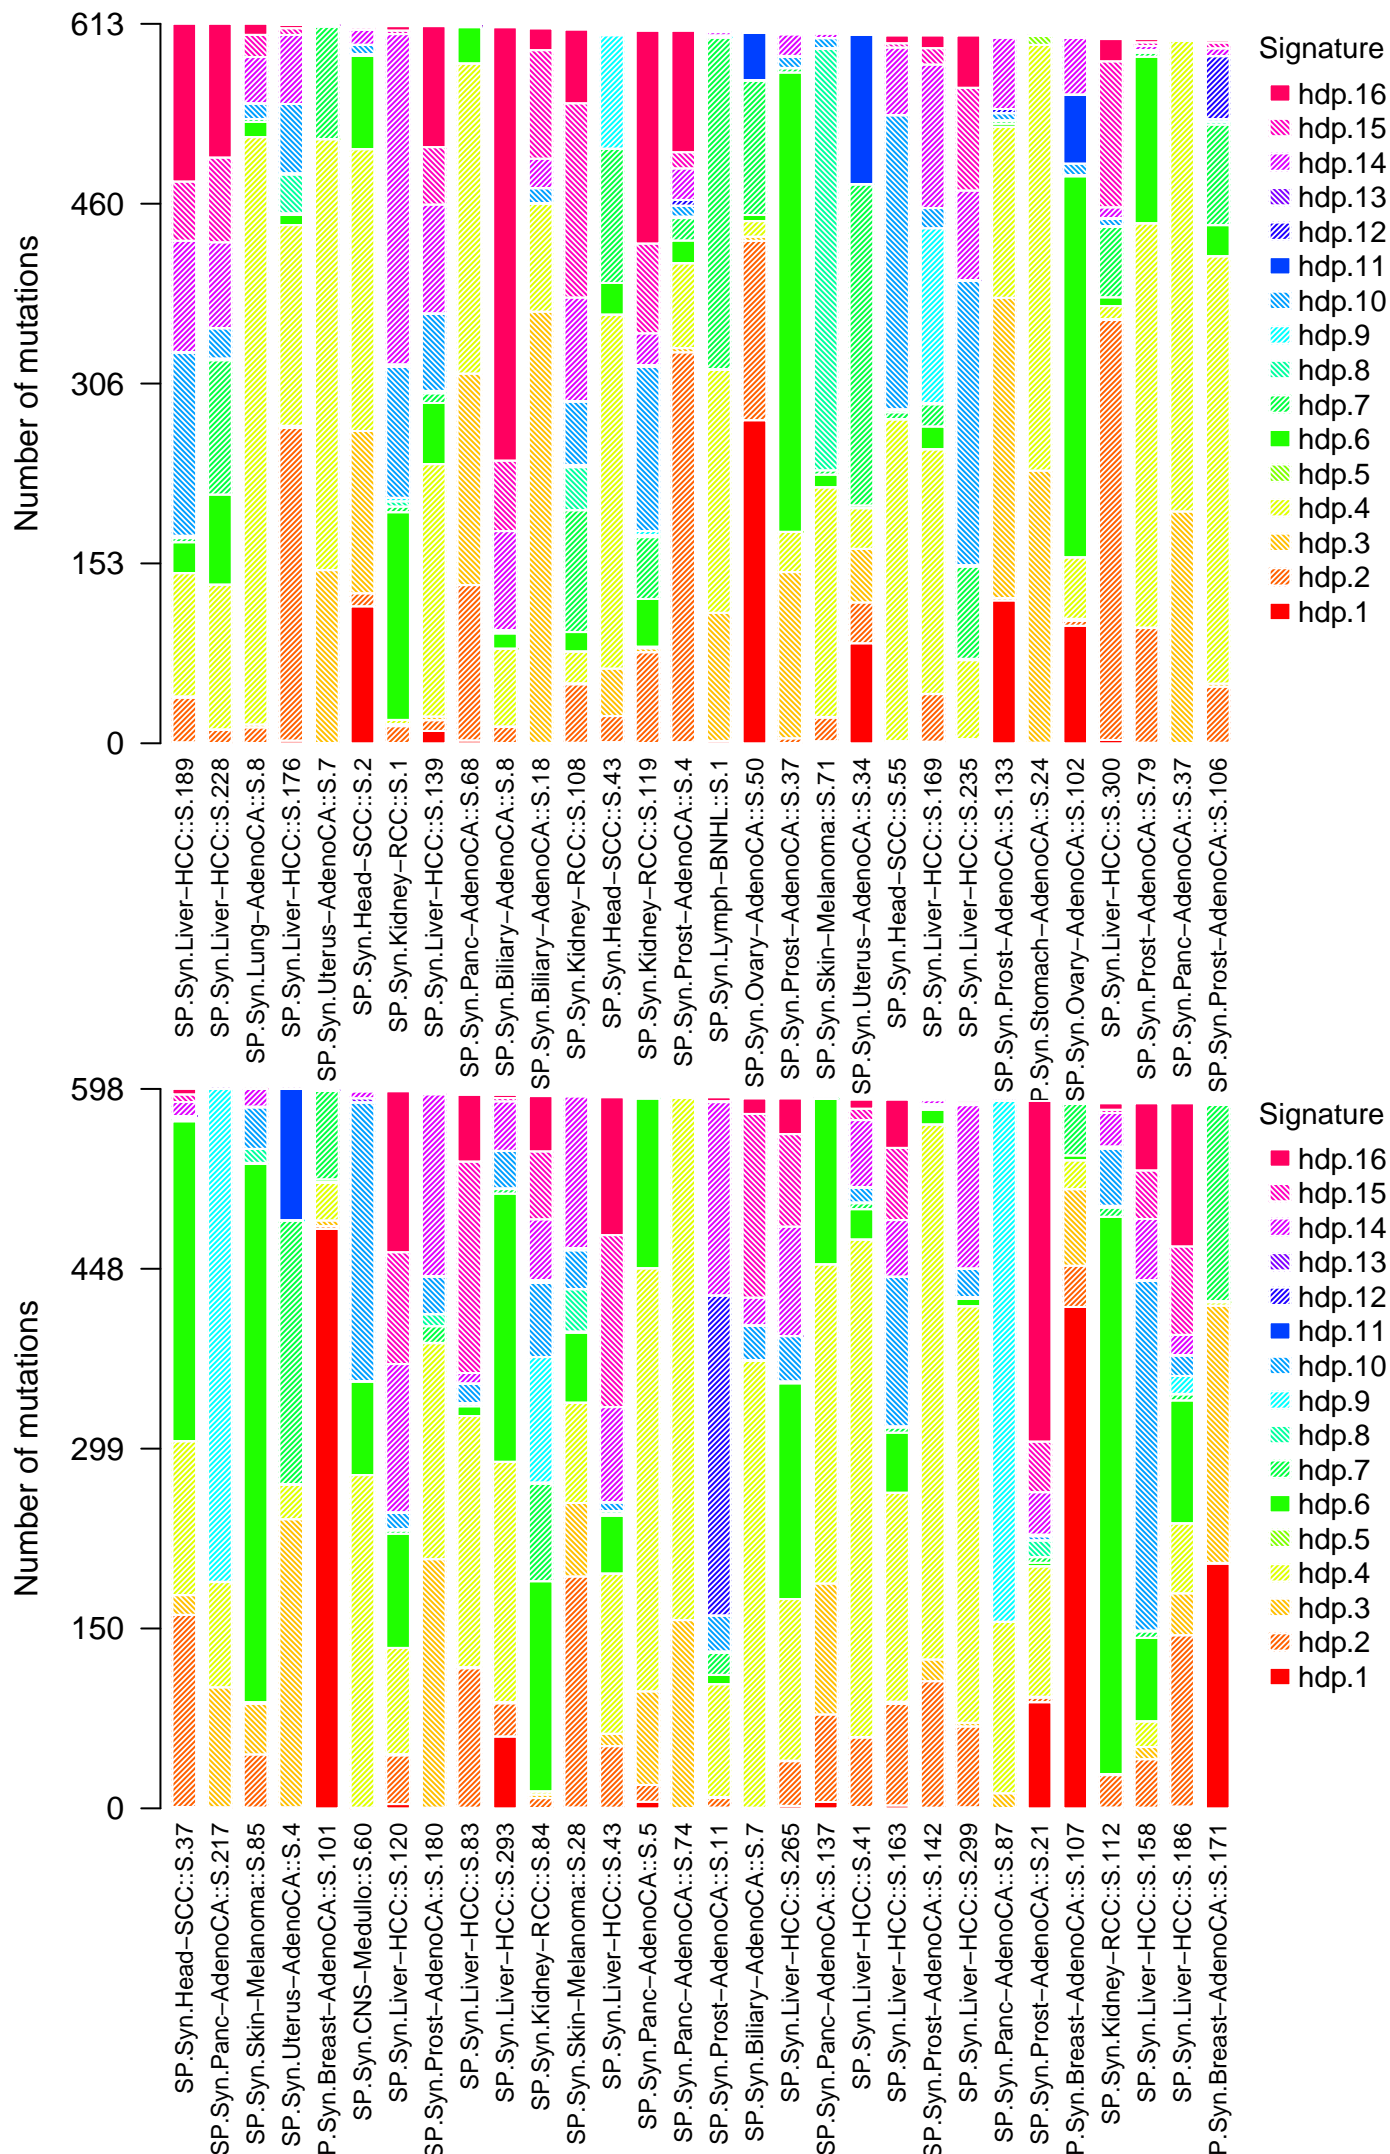 Number of mutations
613
460
306
153
0
Signature
hdp.16
hdp.15
hdp.14
hdp.13
hdp.12
hdp.11
hdp.10
hdp.9
hdp.8
hdp.7
hdp.6
hdp.5
hdp.4
hdp.3
hdp.2
hdp.1
SP.Syn.Liver−HCC::S.189
SP.Syn.Liver−HCC::S.228
SP.Syn.Lung−AdenoCA::S.8
SP.Syn.Liver−HCC::S.176
SP.Syn.Uterus−AdenoCA::S.7
SP.Syn.Head−SCC::S.2
SP.Syn.Kidney−RCC::S.1
SP.Syn.Liver−HCC::S.139
SP.Syn.Panc−AdenoCA::S.68
SP.Syn.Biliary−AdenoCA::S.8
SP.Syn.Biliary−AdenoCA::S.18
SP.Syn.Kidney−RCC::S.108
SP.Syn.Head−SCC::S.43
SP.Syn.Kidney−RCC::S.119
SP.Syn.Prost−AdenoCA::S.4
SP.Syn.Lymph−BNHL::S.1
SP.Syn.Ovary−AdenoCA::S.50
SP.Syn.Prost−AdenoCA::S.37
SP.Syn.Skin−Melanoma::S.71
SP.Syn.Uterus−AdenoCA::S.34
SP.Syn.Head−SCC::S.55
SP.Syn.Liver−HCC::S.169
SP.Syn.Liver−HCC::S.235
SP.Syn.Prost−AdenoCA::S.133
P.Syn.Stomach−AdenoCA::S.24
SP.Syn.Ovary−AdenoCA::S.102
SP.Syn.Liver−HCC::S.300
SP.Syn.Prost−AdenoCA::S.79
SP.Syn.Panc−AdenoCA::S.37
SP.Syn.Prost−AdenoCA::S.106
Number of mutations
598
448
299
150
0
Signature
hdp.16
hdp.15
hdp.14
hdp.13
hdp.12
hdp.11
hdp.10
hdp.9
hdp.8
hdp.7
hdp.6
hdp.5
hdp.4
hdp.3
hdp.2
hdp.1
SP.Syn.Head−SCC::S.37
SP.Syn.Panc−AdenoCA::S.217
SP.Syn.Skin−Melanoma::S.85
SP.Syn.Uterus−AdenoCA::S.4
P.Syn.Breast−AdenoCA::S.101
SP.Syn.CNS−Medullo::S.60
SP.Syn.Liver−HCC::S.120
SP.Syn.Prost−AdenoCA::S.180
SP.Syn.Liver−HCC::S.83
SP.Syn.Liver−HCC::S.293
SP.Syn.Kidney−RCC::S.84
SP.Syn.Skin−Melanoma::S.28
SP.Syn.Liver−HCC::S.43
SP.Syn.Panc−AdenoCA::S.5
SP.Syn.Panc−AdenoCA::S.74
SP.Syn.Prost−AdenoCA::S.11
SP.Syn.Biliary−AdenoCA::S.7
SP.Syn.Liver−HCC::S.265
SP.Syn.Panc−AdenoCA::S.137
SP.Syn.Liver−HCC::S.41
SP.Syn.Liver−HCC::S.163
SP.Syn.Prost−AdenoCA::S.142
SP.Syn.Liver−HCC::S.299
SP.Syn.Panc−AdenoCA::S.87
SP.Syn.Prost−AdenoCA::S.21
P.Syn.Breast−AdenoCA::S.107
SP.Syn.Kidney−RCC::S.112
SP.Syn.Liver−HCC::S.158
SP.Syn.Liver−HCC::S.186
P.Syn.Breast−AdenoCA::S.171